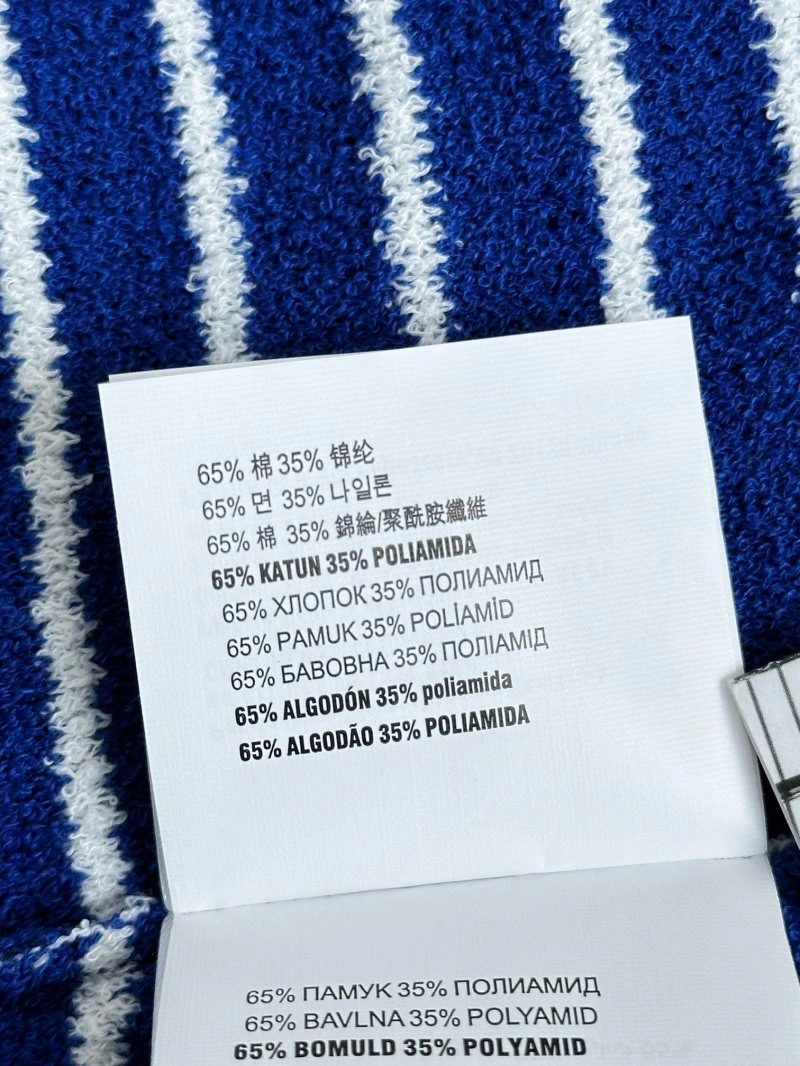 65% 棉 35% 锦纶
65% 면 35% 나일론
65% 棉 35% 錦綸/聚酰胺纖維
65% KATUN 35% POLIAMIDA
65% ХЛОПОК 35% ПОЛИАМИД
65% PAMUK 35% POLİAMİD
65% БАВОВНА 35% ПОЛІАМІД
65% ALGODÓN 35% poliamida
65% ALGODÃO 35% POLIAMIDA
65% ПАМУК 35% ПОЛИАМИД
65% BAVLNA 35% POLYAMID
65% BOMULD 35% POLYAMID